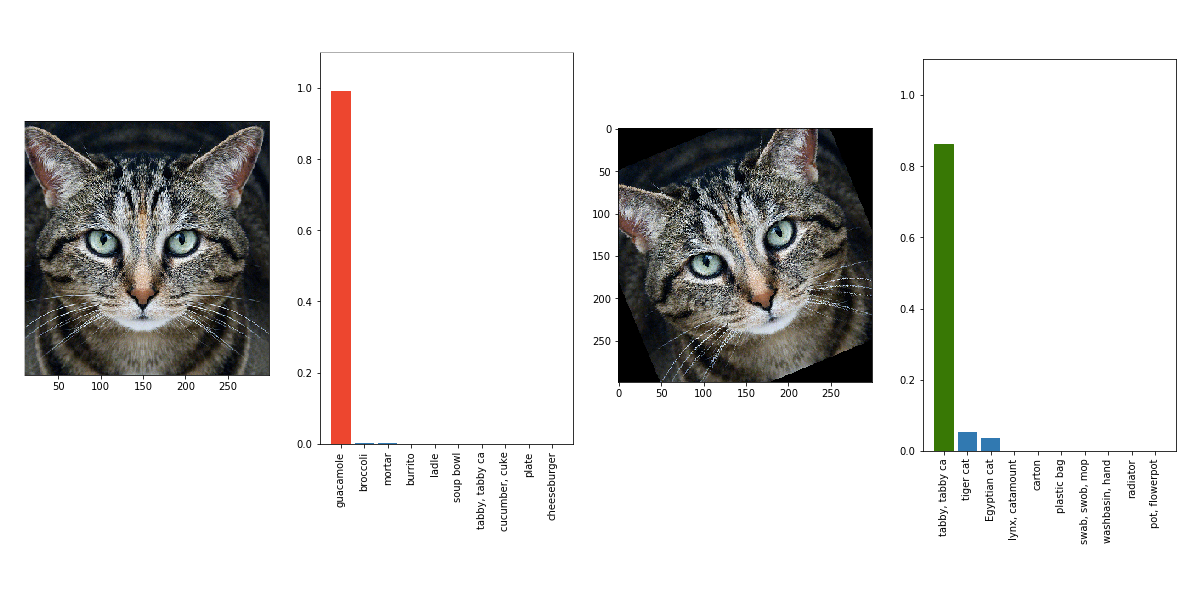 50 100 150 200 250
1.0
0.8
0.6
0.4
0.2
0.0
guacamole
broccoli
mortar
burrito
ladle
soup bowl
tabby, tabby ca
cucumber, cuke
plate
cheeseburger
0
50
100
150
200
250
0 50 100 150 200 250
1.0
0.8
0.6
0.4
0.2
0.0
tabby, tabby ca
tiger cat
Egyptian cat
lynx, catamount
carton
plastic bag
swab, swob, mop
washbasin, hand
radiator
pot, flowerpot